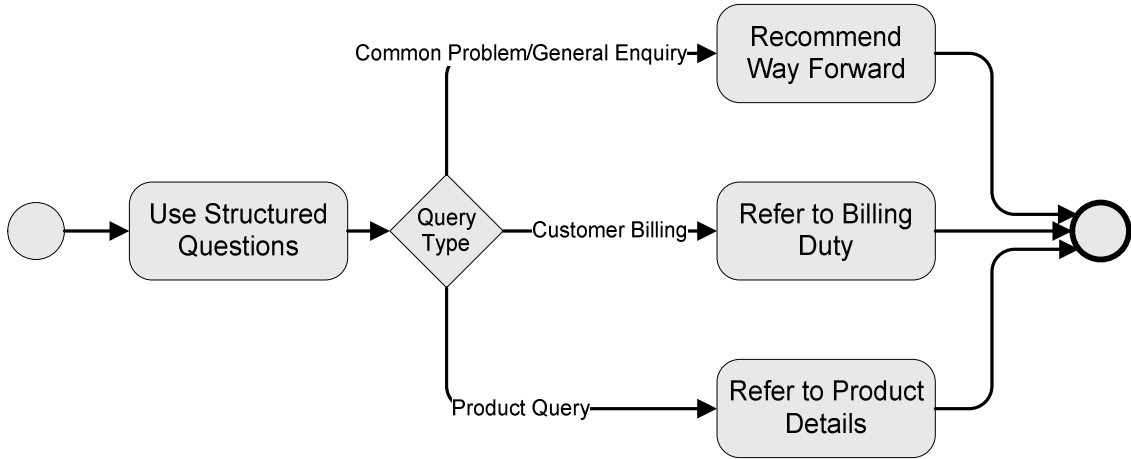 Common Problem/General Enquiry
Recommend
Way Forward
Use Structured
Questions
Query
Type
Customer Billing
Refer to Billing
Duty
Product Query
Refer to Product
Details